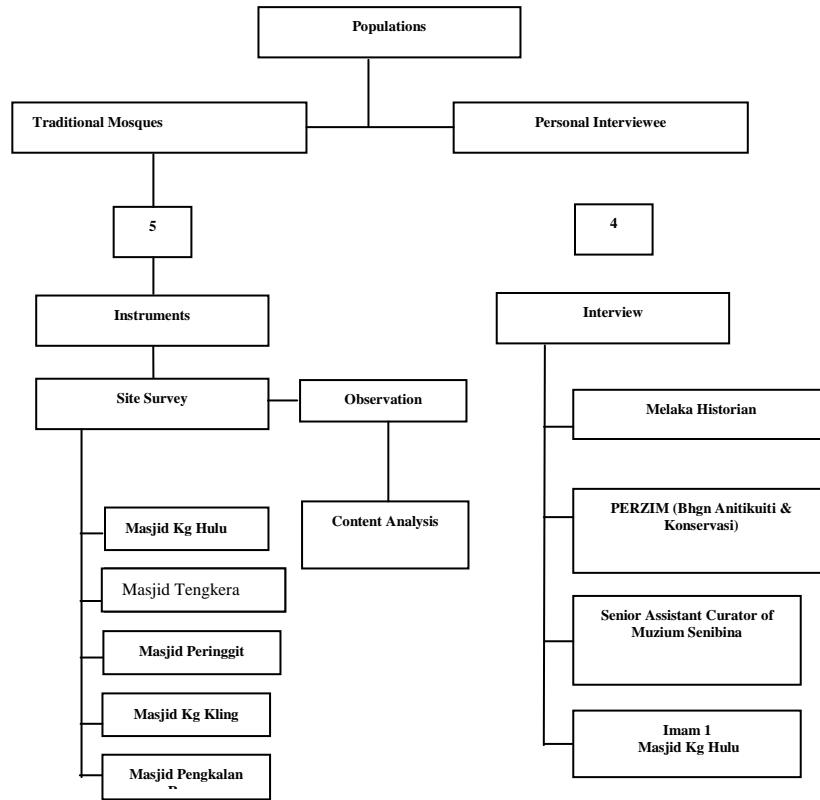 Populations
Traditional Mosques
Personal Interviewee
5
4
Instruments
Interview
Site Survey
Observation
Melaka Historian
Content Analysis
Masjid Kg Hulu
PERZIM (Bhgn Anitikuiti &
Konservasi)
Masjid Tengkera
Senior Assistant Curator of
Muzium Senibina
Masjid Peringgit
Masjid Kg Kling
Imam 1
Masjid Kg Hulu
Masjid Pengkalan